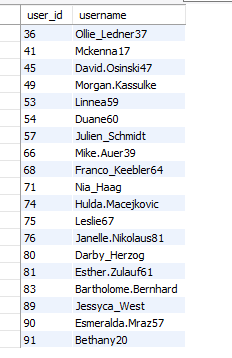 user_id username
36 Ollie_Ledner37
41 Mckenna17
45 David.Osinski47
49 Morgan.Kassulke
53 Linnea59
54 Duane60
57 Julien_Schmidt
66 Mike.Auer39
68 Franco_Keebler64
71 Nia_Haag
74 Hulda.Macejkovic
75 Leslie67
76 Janelle.Nikolaus81
80 Darby_Herzog
81 Esther.Zulauf61
83 Bartholome.Bernhard
89 Jessyca_West
90 Esmeralda.Mraz57
91 Bethany20